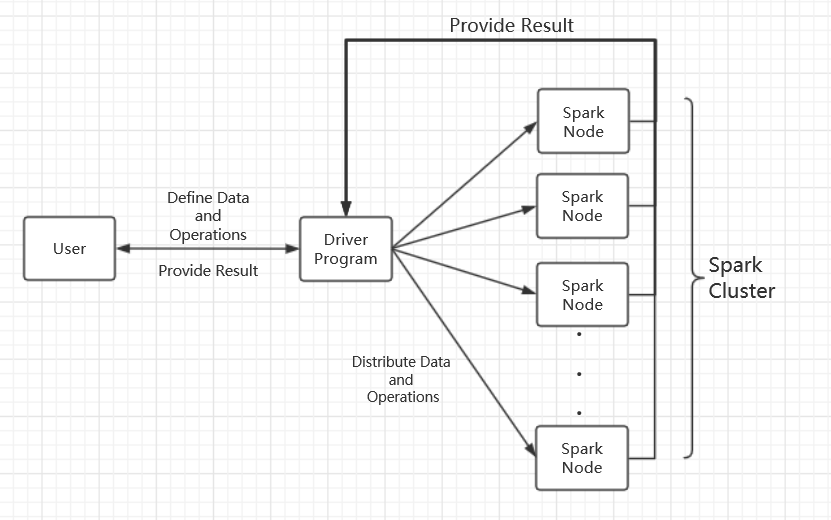 Provide Result
Spark
Node
Spark
Node
Define Data
and
Operations
User
Driver
Program
Provide Result
Spark
Node
Spark
Cluster
Distribute Data
and
Operations
Spark
Node